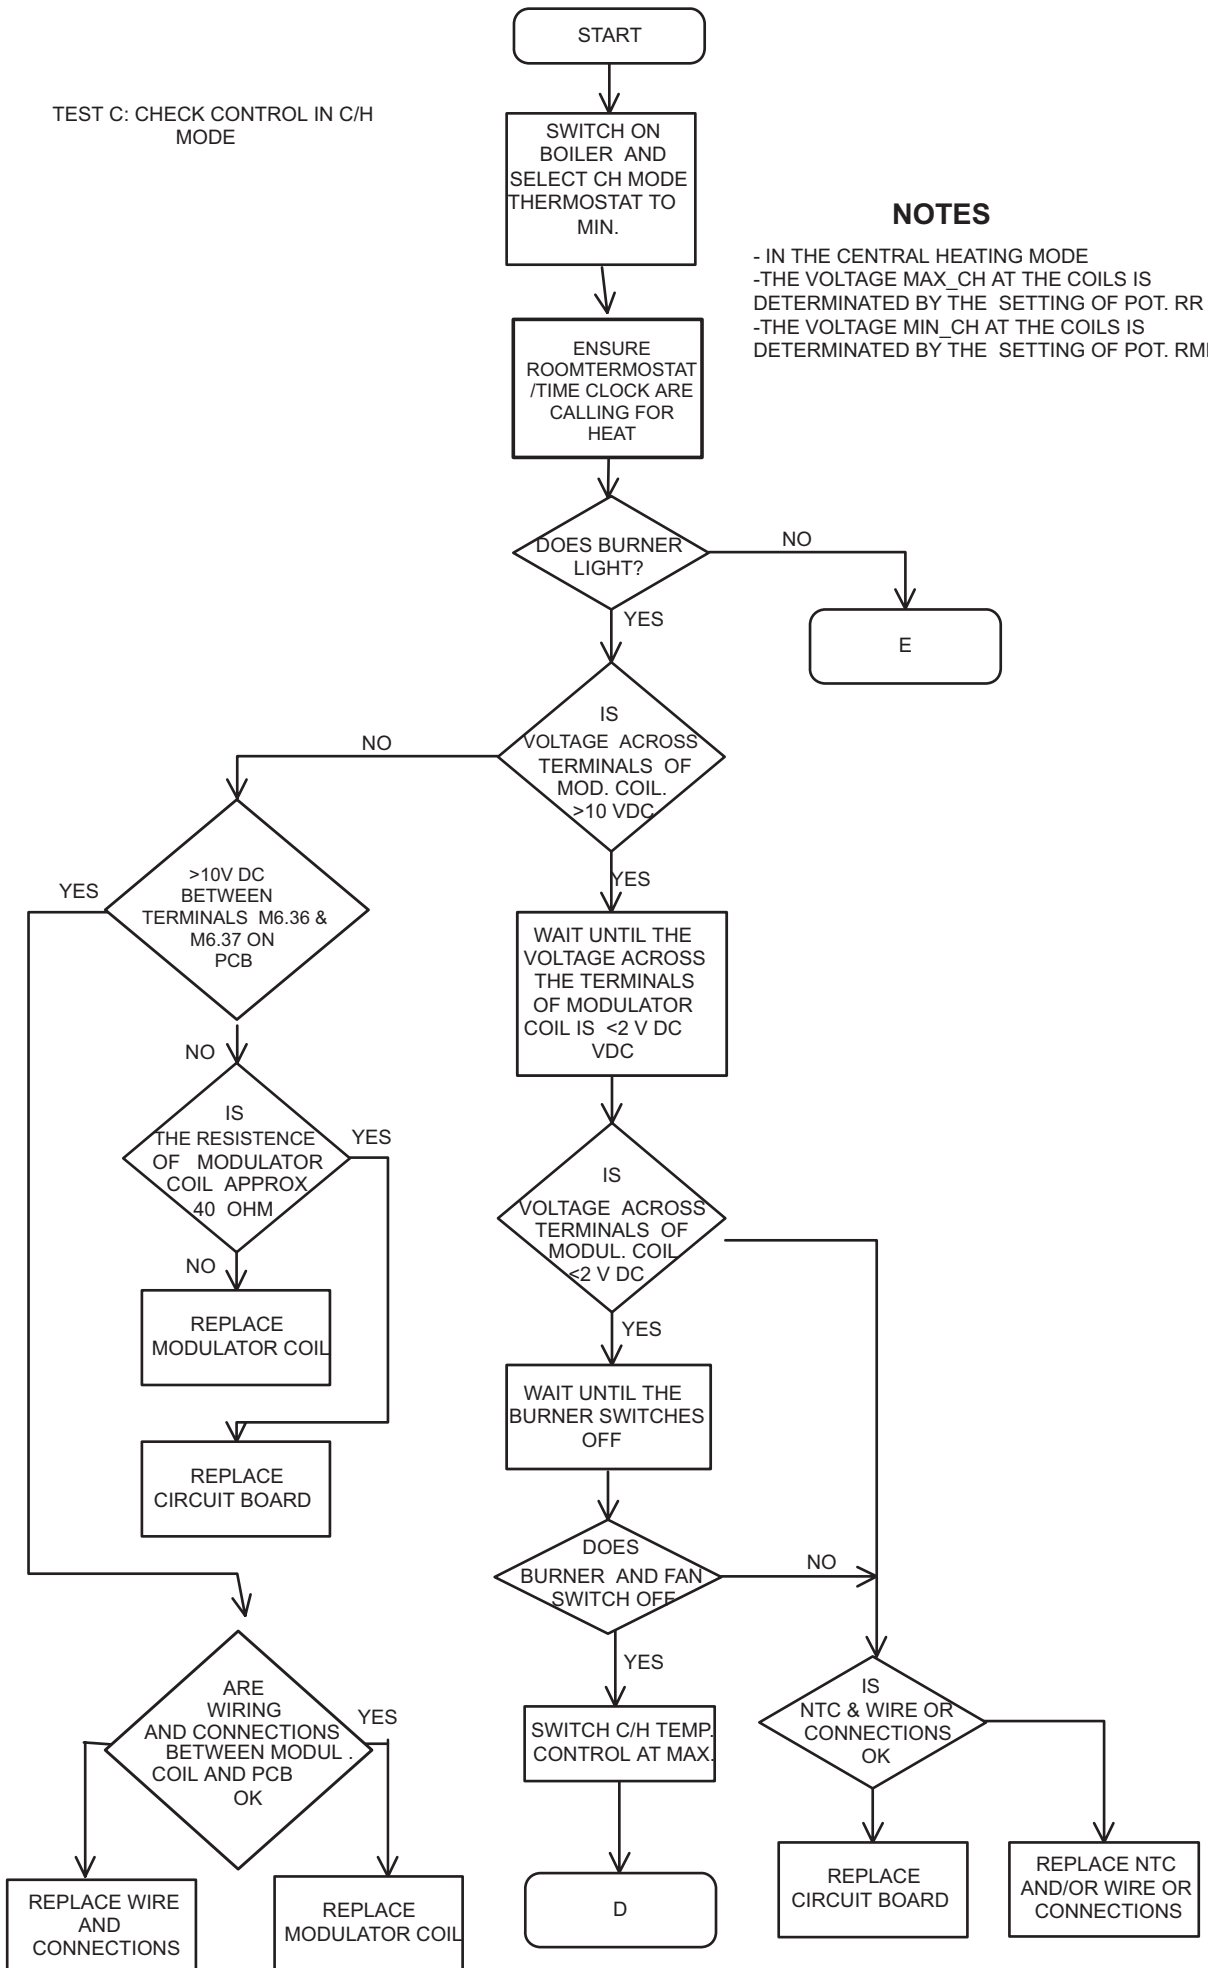 START
TEST C: CHECK CONTROL IN C/H
MODE
SWITCH ON
BOILER AND
SELECT CH MODE
THERMOSTAT TO
MIN.
NOTES
- IN THE CENTRAL HEATING MODE
-THE VOLTAGE MAX_CH AT THE COILS IS
DETERMINATED BY THE SETTING OF POT. RR
-THE VOLTAGE MIN_CH AT THE COILS IS
DETERMINATED BY THE SETTING OF POT.
ENSURE
ROOMTERMOSTAT
/TIME CLOCK ARE
CALLING FOR
HEAT
DOES BURNER
LIGHT?
NO
YES
E
IS
VOLTAGE ACROSS
TERMINALS OF
MOD. COIL.
>10 VDC
NO
YES
>10V DC
BETWEEN
TERMINALS M6.36 &
M6.37 ON
PCB
YES
NO
WAIT UNTIL THE
VOLTAGE ACROSS
THE TERMINALS
OF MODULATOR
COIL IS <2 V DC
VDC
IS
THE RESISTENCE
OF MODULATOR
COIL APPROX
40 OHM
YES
NO
IS
VOLTAGE ACROSS
TERMINALS OF
MODUL. COIL
<2 V DC
YES
REPLACE
MODULATOR COIL
WAIT UNTIL THE
BURNER SWITCHES
OFF
REPLACE
CIRCUIT BOARD
DOES
BURNER AND FAN
SWITCH OFF
NO
YES
ARE
WIRING
AND CONNECTIONS
BETWEEN MODUL .
COIL AND PCB
OK
YES
SWITCH C/H TEMP.
CONTROL AT MAX.
IS
NTC & WIRE OR
CONNECTIONS
OK
REPLACE WIRE
AND
CONNECTIONS
REPLACE
MODULATOR COIL
D
REPLACE
CIRCUIT BOARD
REPLACE NTC
AND/OR WIRE OR
CONNECTIONS